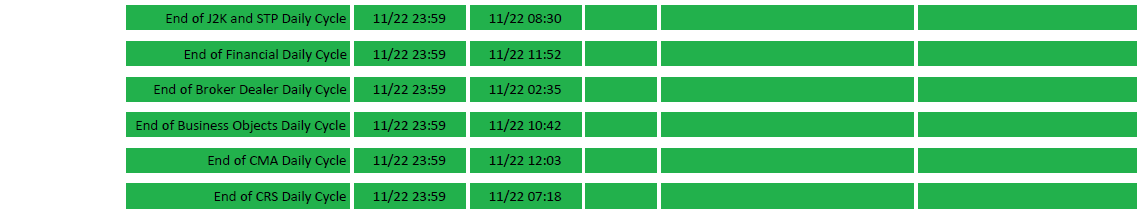 End of J2K and STP Daily Cycle 11/22 23:59 11/22 08:30
End of Financial Daily Cycle 11/22 23:59 11/22 11:52
End of Broker Dealer Daily Cycle 11/22 23:59 11/22 02:35
End of Business Objects Daily Cycle 11/22 23:59 11/22 10:42
End of CMA Daily Cycle 11/22 23:59 11/22 12:03
End of CRS Daily Cycle 11/22 23:59 11/22 07:18